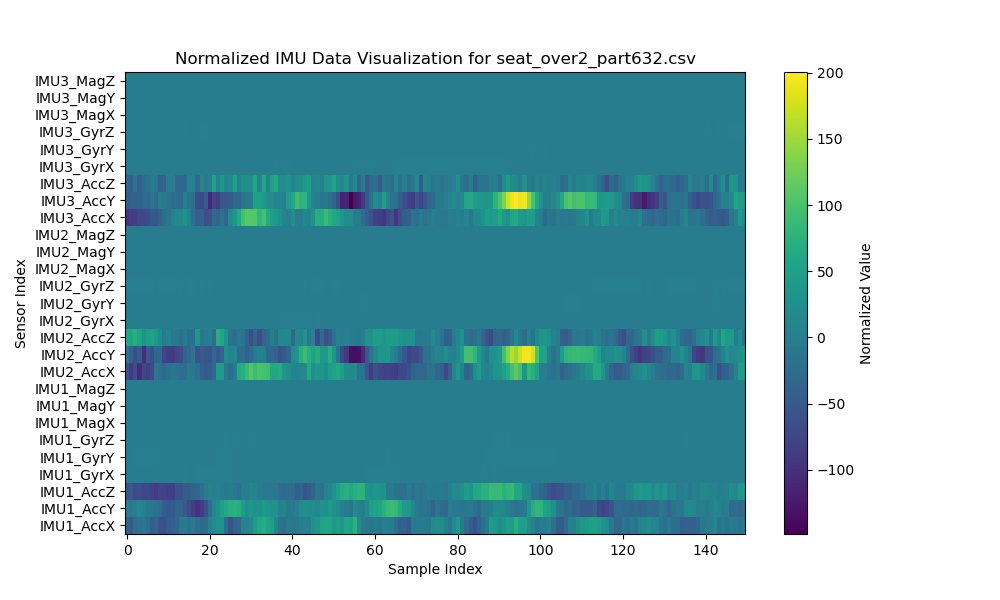 Normalized IMU Data Visualization for seat_over2_part632.csv
IMU3_MagZ
IMU3_MagY
IMU3_MagX
IMU3_GyrZ
IMU3_GyrY
IMU3_GyrX
IMU3_AccZ
IMU3_AccY
IMU3_AccX
IMU2_MagZ
IMU2_MagY
IMU2_MagX
IMU2_GyrZ
IMU2_GyrY
IMU2_GyrX
IMU2_AccZ
IMU2_AccY
IMU2_AccX
IMU1_MagZ
IMU1_MagY
IMU1_MagX
IMU1_GyrZ
IMU1_GyrY
IMU1_GyrX
IMU1_AccZ
IMU1_AccY
IMU1_AccX
Sensor Index
0 20 40 60 80 100 120 140
Sample Index
200
150
100
50
0
−50
−100
Normalized Value